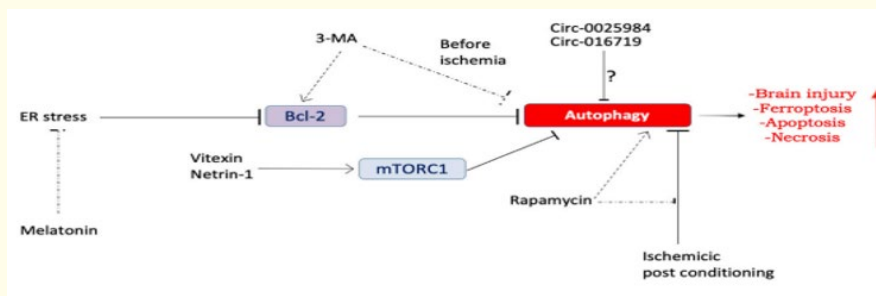 3-MA
Before
ischemia
Circ-0025984
Circ-016719
?
-Brain injury
-Ferroptosis
-Apoptosis
-Necrosis
ER stress
Bcl-2
Autophagy
Vitexin
Netrin-1
mTORC1
Rapamycin
Melatonin
Ischemicic
post conditioning